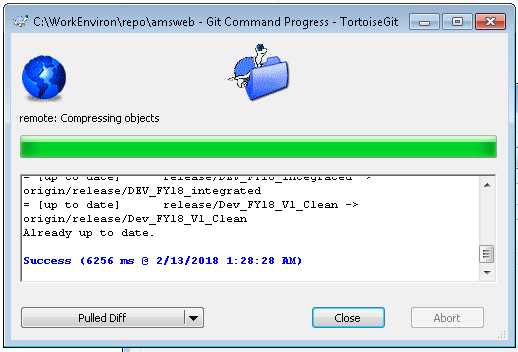 C:\WorkEnviron\repo\amsweb - Git Command Progress - TortoiseGit
remote: Compressing objects
= [up to date]      release/DEV_FY18_integrated ->
origin/release/DEV_FY18_integrated
= [up to date]      release/Dev_FY18_V1_Clean ->
origin/release/Dev_FY18_V1_Clean
Already up to date.
Success (6256 ms @ 2/13/2018 1:28:28 AM)
Pulled Diff
Close
Abort